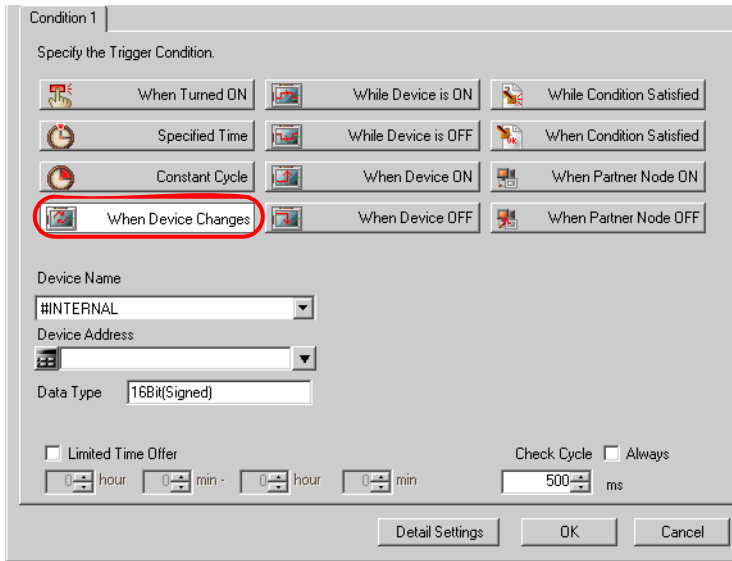 Condition 1
Specify the Trigger Condition.
When Turned ON While Device is ON While Condition Satisfied
Specified Time While Device is OFF When Condition Satisfied
Constant Cycle When Device ON When Partner Node ON
When Device Changes When Device OFF When Partner Node OFF
Device Name
#INTERNAL
Device Address
Data Type 16Bit(Signed)
Limited Time Offer Check Cycle Always
0 hour 0 min - 0 hour 0 min 500 ms
Detail Settings OK Cancel